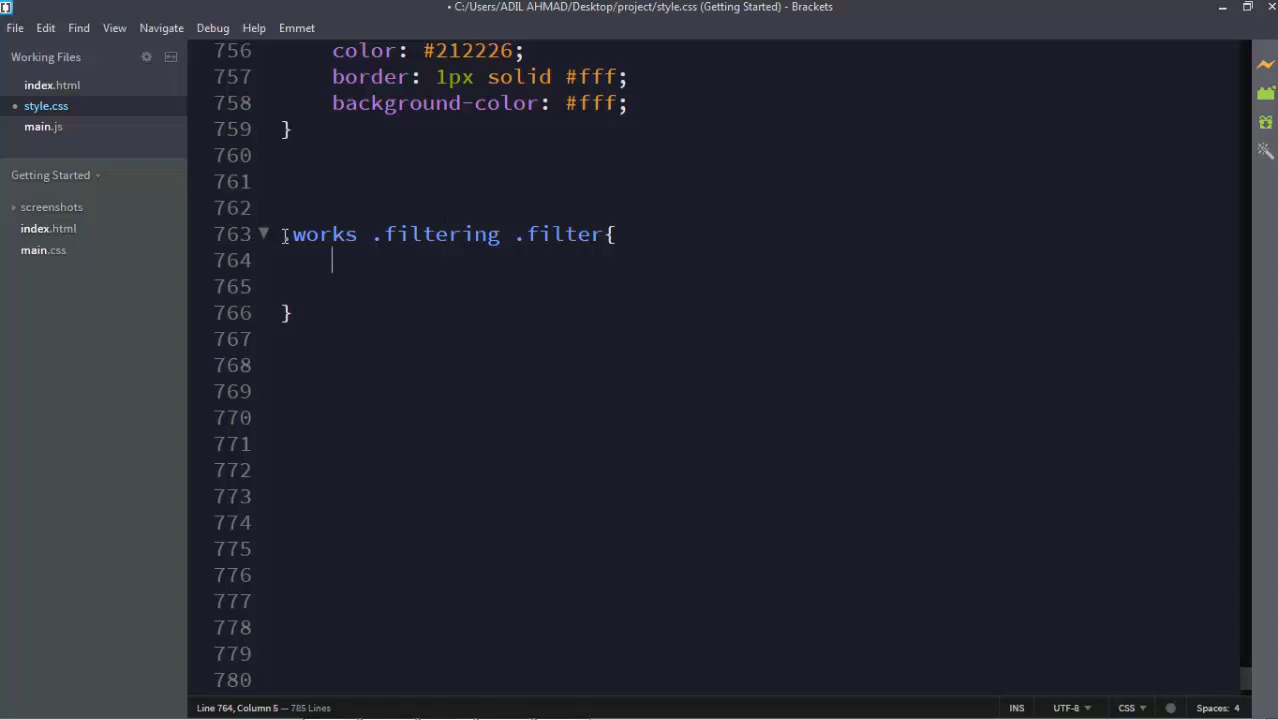 C:/Users/ADIL AHMAD/Desktop/project/style.css (Getting Started) - Brackets
File Edit Find View Navigate Debug Help Emmet
Working Files
index.html
style.css
main.js
Getting Started
screenshots
index.html
main.css
756 color: #212226;
757 border: 1px solid #fff;
758 background-color: #fff;
759 }
760
761
762
763 .works .filtering .filter{
764
765
766 }
767
768
769
770
771
772
773
774
775
776
777
778
779
780
Line 764, Column 5 — 785 Lines
INS UTF-8 CSS Spaces: 4